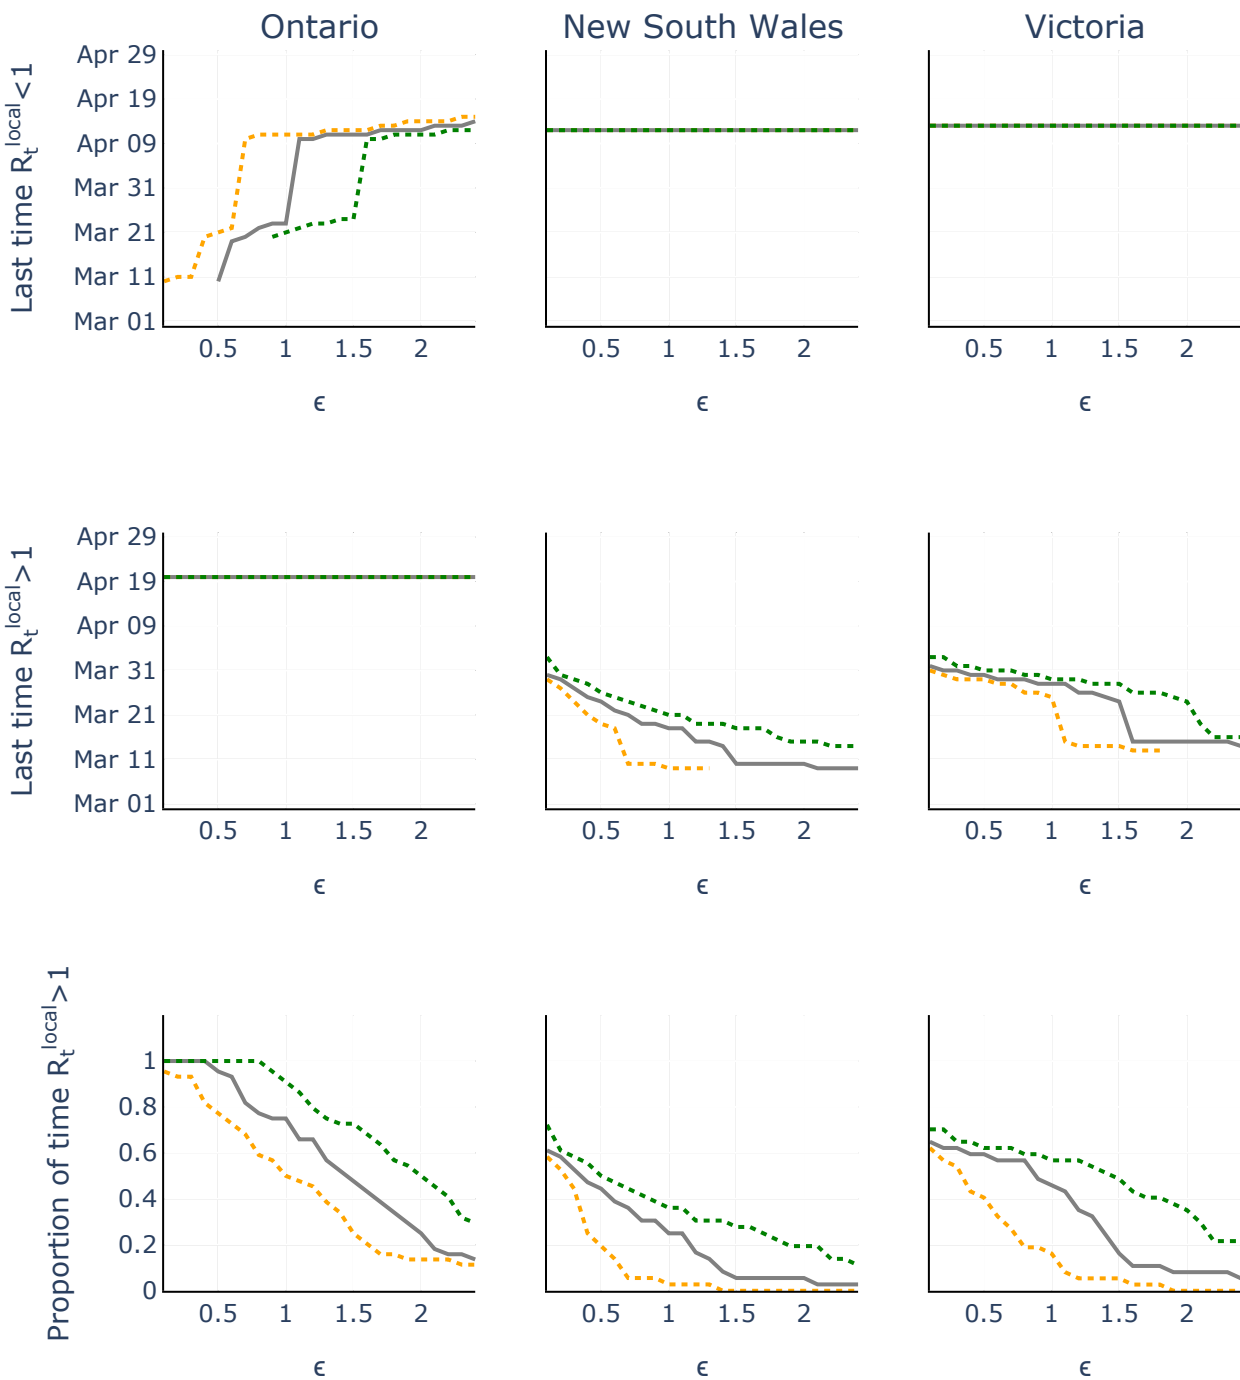 Ontario New South Wales Victoria
Last time R_t^local<1
Apr 29
Apr 19
Apr 09
Mar 31
Mar 21
Mar 11
Mar 01
0.5 1 1.5 2 0.5 1 1.5 2 0.5 1 1.5 2
ϵ ϵ ϵ
Last time R_t^local>1
Apr 29
Apr 19
Apr 09
Mar 31
Mar 21
Mar 11
Mar 01
0.5 1 1.5 2 0.5 1 1.5 2 0.5 1 1.5 2
ϵ ϵ ϵ
Proportion of time R_t^local>1
1
0.8
0.6
0.4
0.2
0
0.5 1 1.5 2 0.5 1 1.5 2 0.5 1 1.5 2
ϵ ϵ ϵ